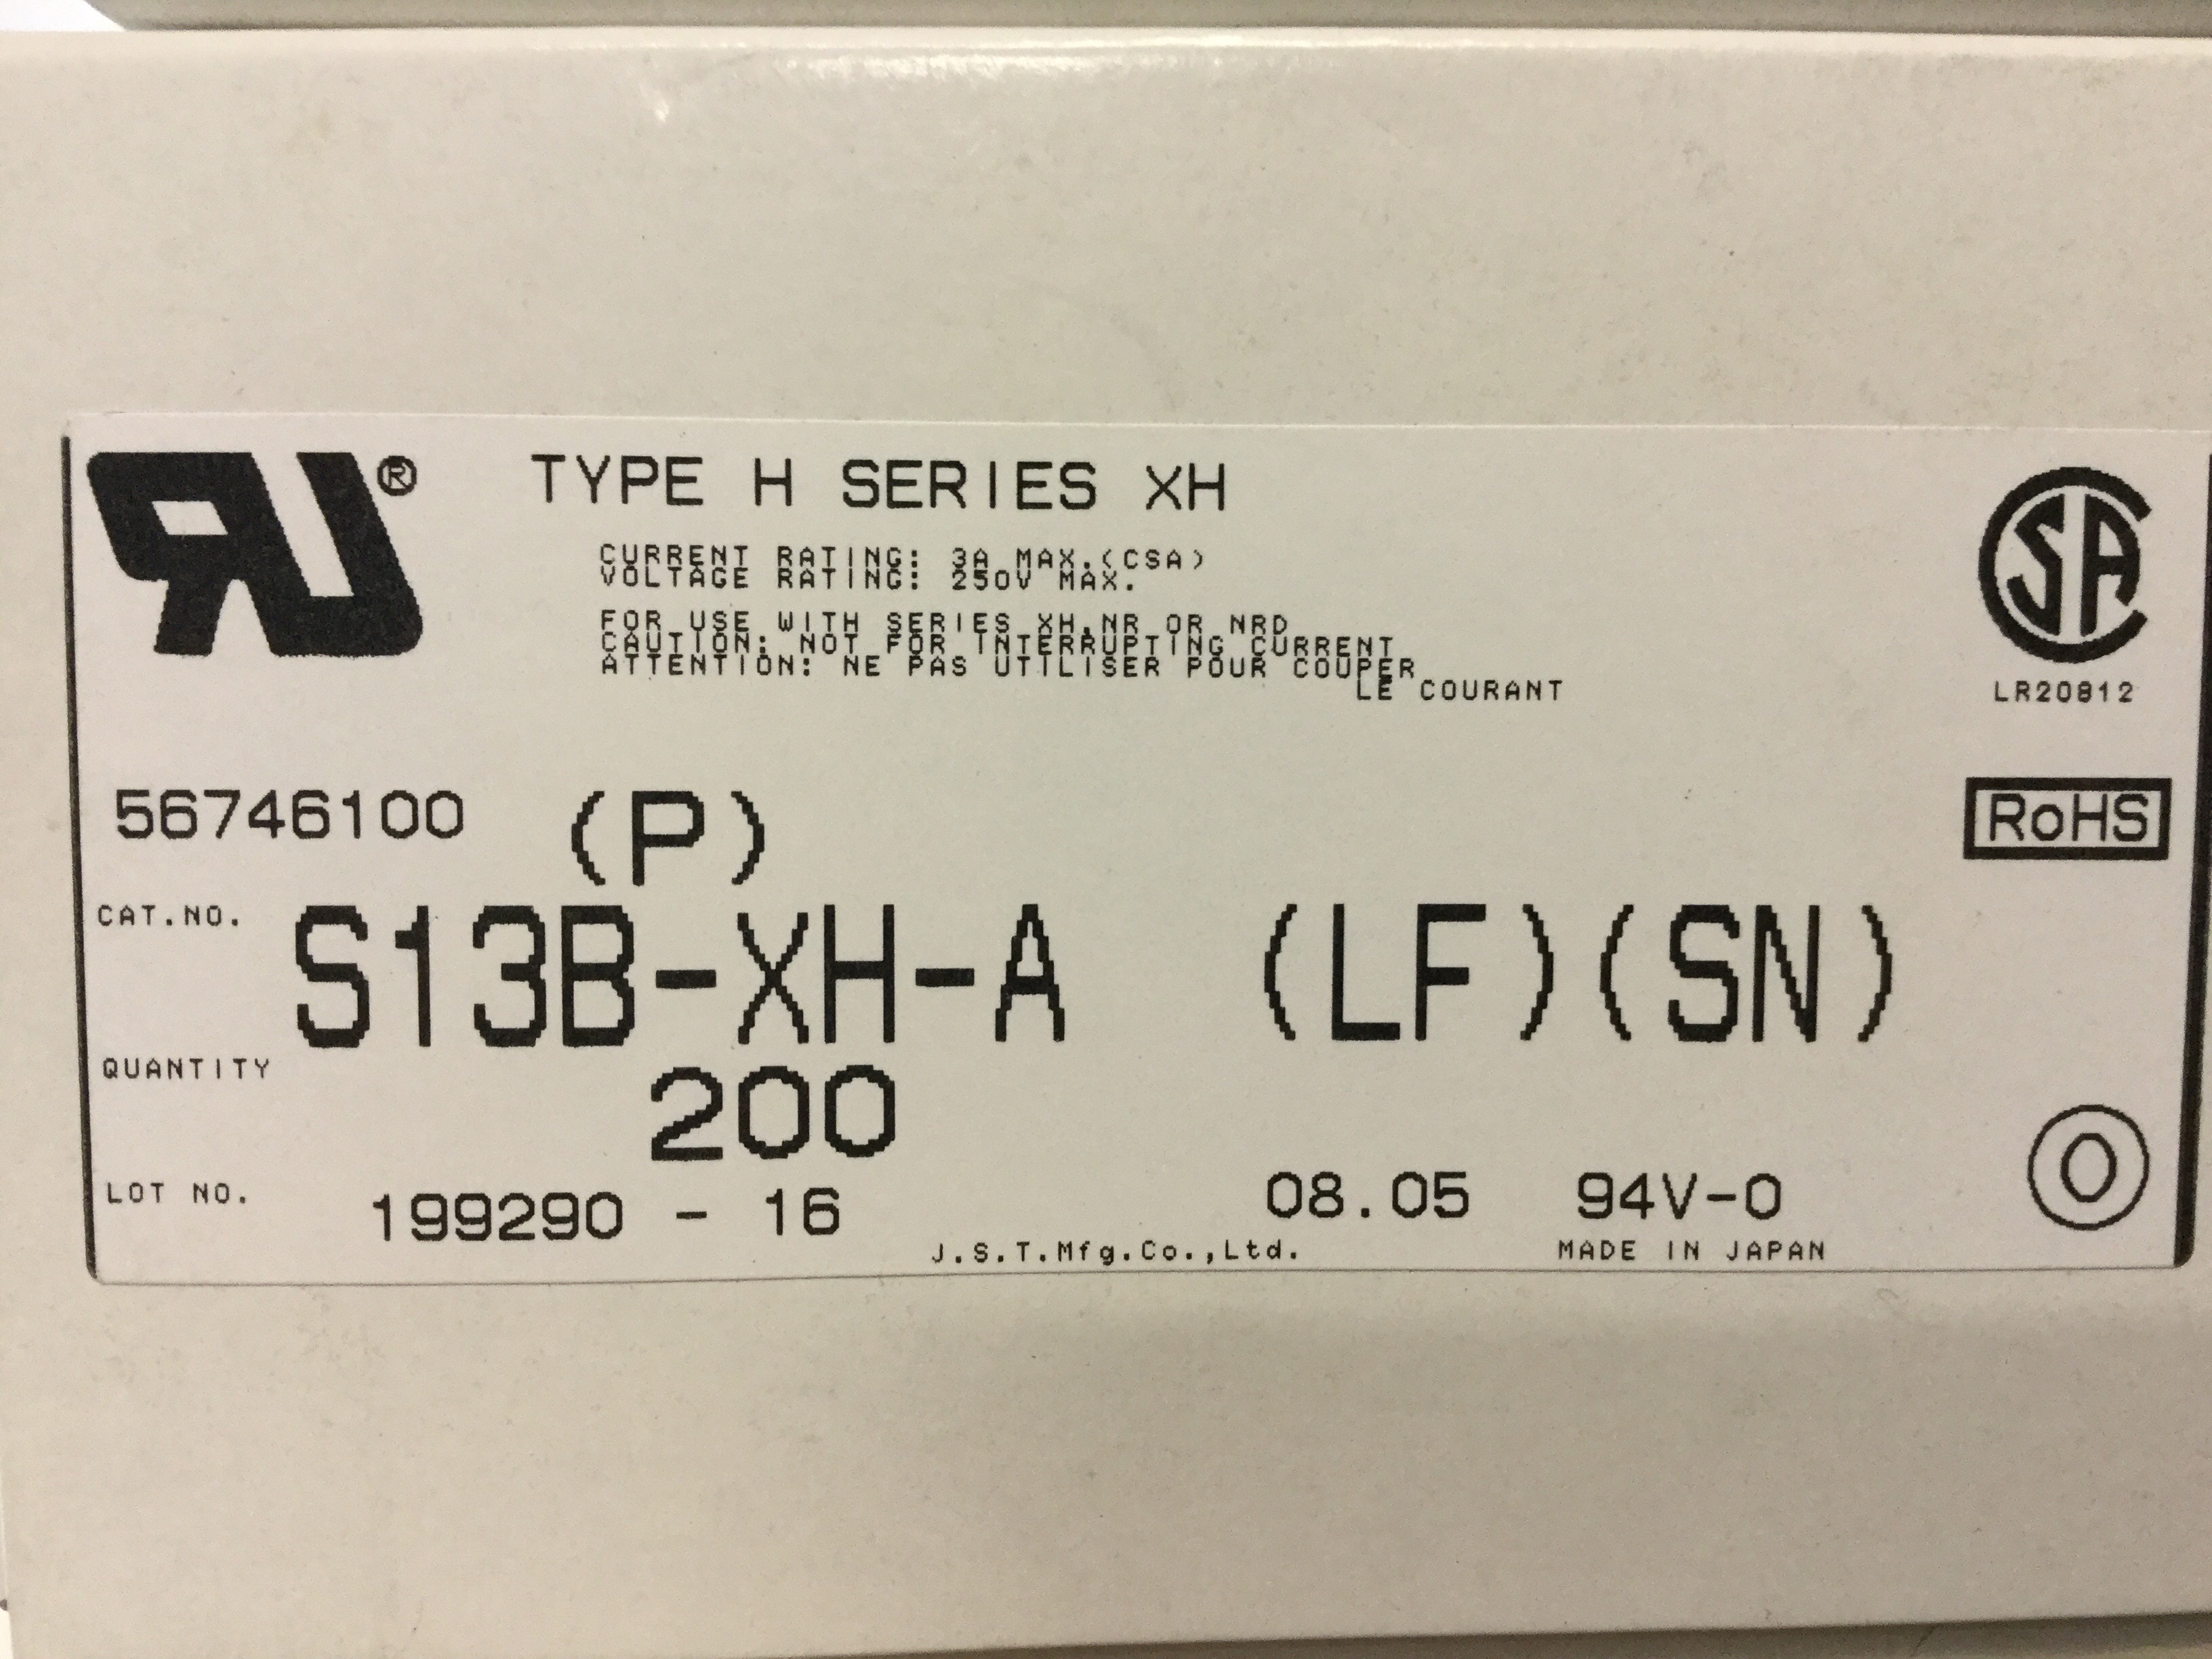 RU®
TYPE H SERIES XH
CURRENT RATING: 3A MAX.(CSA)
VOLTAGE RATING: 250V MAX.
FOR USE WITH SERIES XH,NR OR NRD
CAUTION: NOT FOR INTERRUPTING CURRENT
ATTENTION: NE PAS UTILISER POUR COUPER
LE COURANT
SA
LR20812
56746100 (P)
RoHS
CAT.NO. S13B-XH-A (LF)(SN)
QUANTITY 200
LOT NO. 199290 - 16
08.05 94V-0
O
J.S.T.Mfg.Co.,Ltd.
MADE IN JAPAN